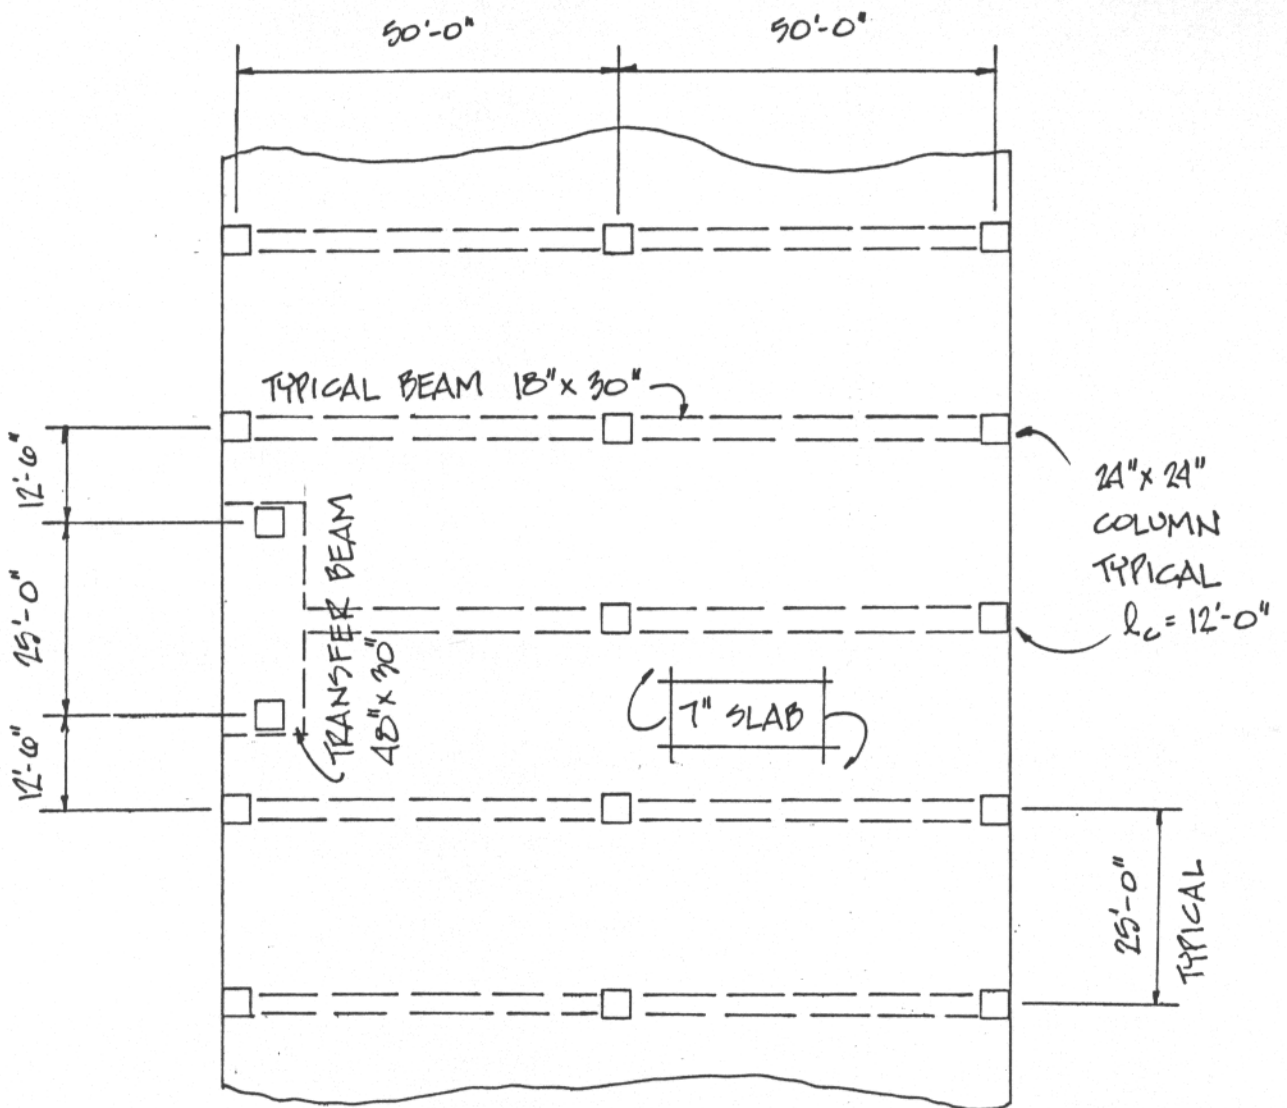 50'-0"
50'-0"
TYPICAL BEAM 18" x 30"
12'-6"
25'-0"
12'-6"
TRANSFER BEAM
48" x 30"
24" x 24"
COLUMN
TYPICAL
lc = 12'-0"
7" SLAB
25'-0"
TYPICAL